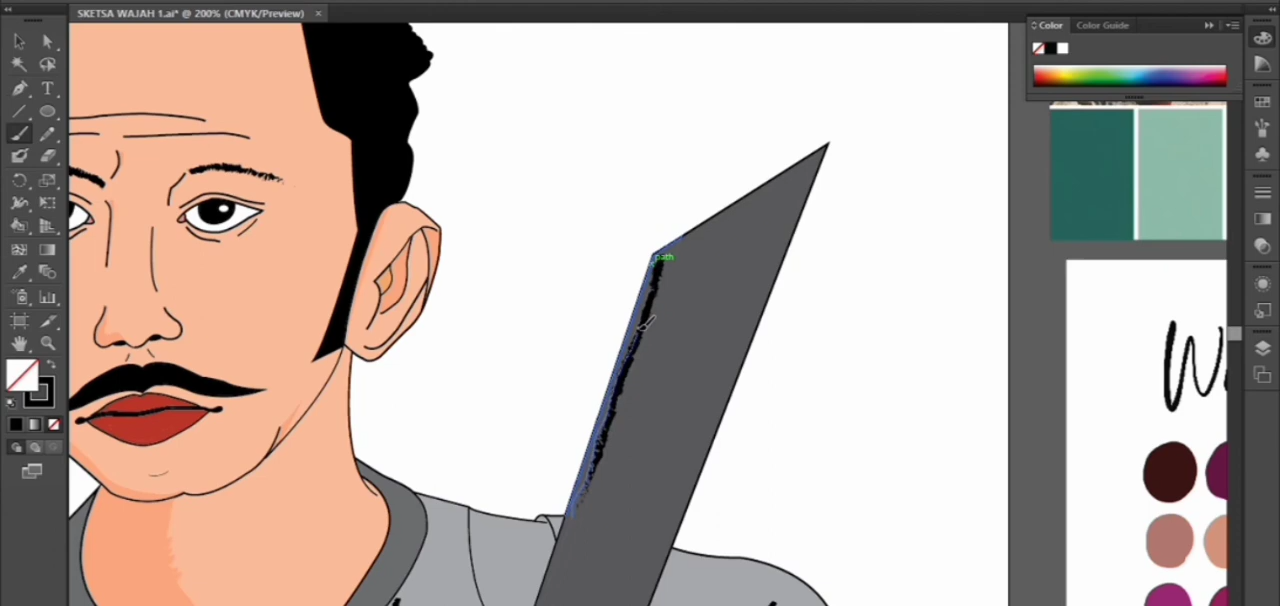 SKETSA WAJAH 1.ai* @ 200% (CMYK/Preview)
Color
Color Guide
path
W